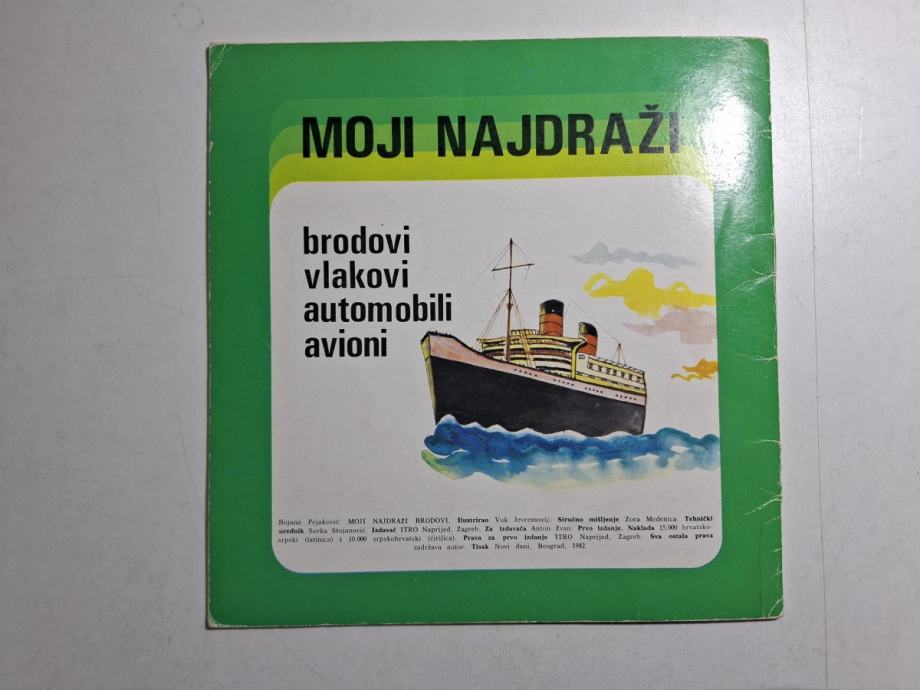 MOJI NAJDRAŽI
brodovi
vlakovi
automobili
avioni
Bojana Pejaković: MOJI NAJDRAŽI BRODOVI, Ilustrirao Vuk Jevremović. Stručno mišljenje Zora Medenica. Tehnički
urednik Savka Stojanović. Izdavač ITRO Naprijed, Zagreb. Za izdavača Antun Žvan. Prvo izdanje. Naklada 15.000 hrvatsko-
srpski (latinica) i 10.000 srpskohrvatski (ćirilica). Prava za prvo izdanje ITRO Naprijed, Zagreb. Sva ostala prava
zadržava autor. Tisak Novi dani, Beograd, 1982.